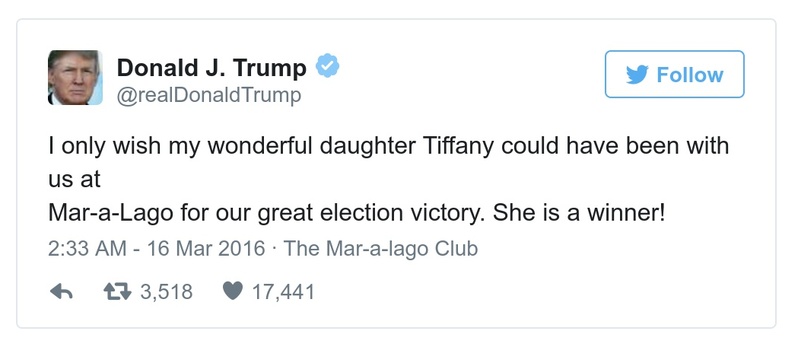 Donald J. Trump
@realDonaldTrump
Follow
I only wish my wonderful daughter Tiffany could have been with
us at
Mar-a-Lago for our great election victory. She is a winner!
2:33 AM - 16 Mar 2016 · The Mar-a-lago Club
3,518 17,441